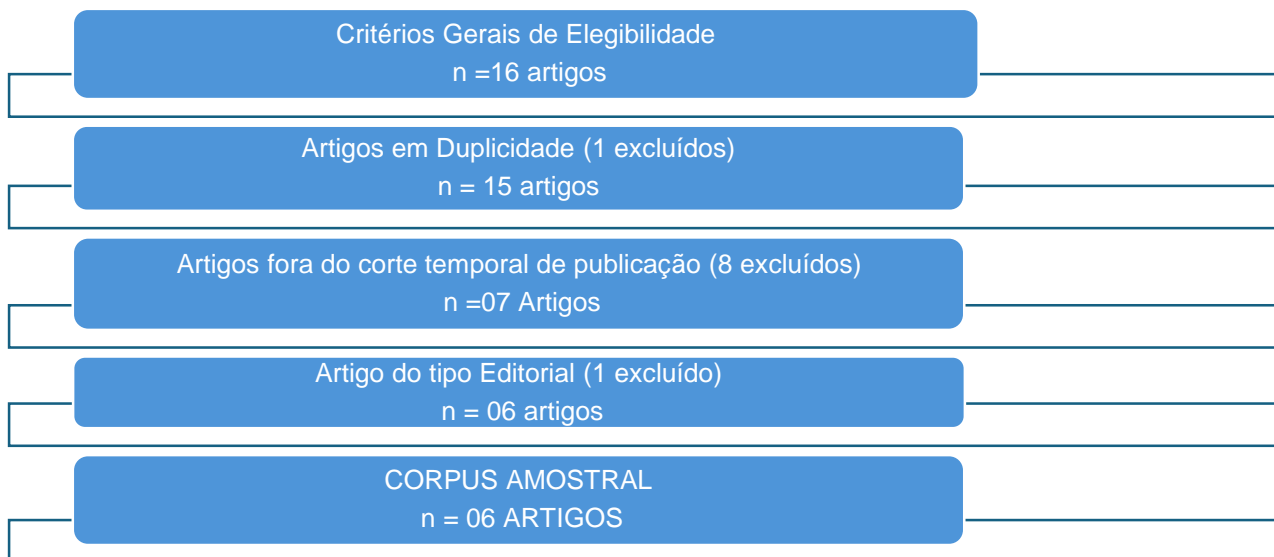 Critérios Gerais de Elegibilidade
n =16 artigos
Artigos em Duplicidade (1 excluídos)
n = 15 artigos
Artigos fora do corte temporal de publicação (8 excluídos)
n =07 Artigos
Artigo do tipo Editorial (1 excluído)
n = 06 artigos
CORPUS AMOSTRAL
n = 06 ARTIGOS